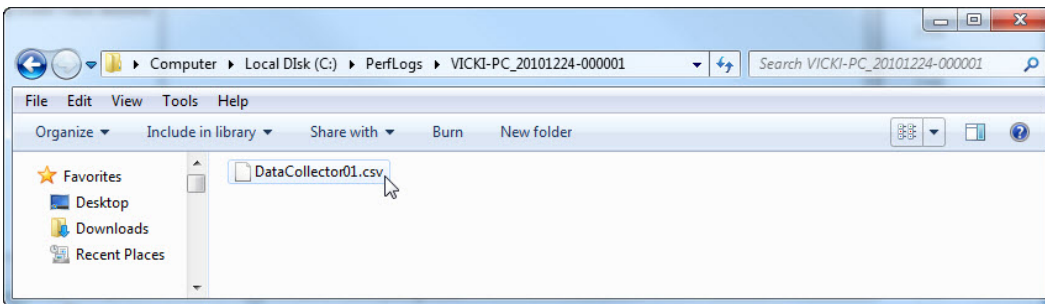 Computer ▸ Local DIsk (C:) ▸ PerfLogs ▸ VICKI-PC_20101224-000001 Search VICKI-PC_20101224-000001
File Edit View Tools Help
Organize Include in library Share with Burn New folder
Favorites
DataCollector01.csv
Desktop
Downloads
Recent Places